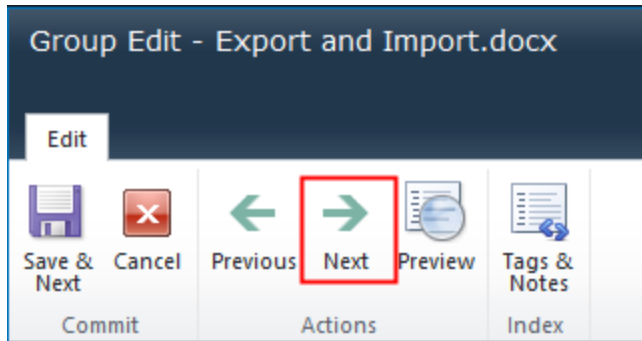 Group Edit - Export and Import.docx
Edit
Save & Cancel Previous Next Preview Tags &
Next Notes
Commit Actions Index